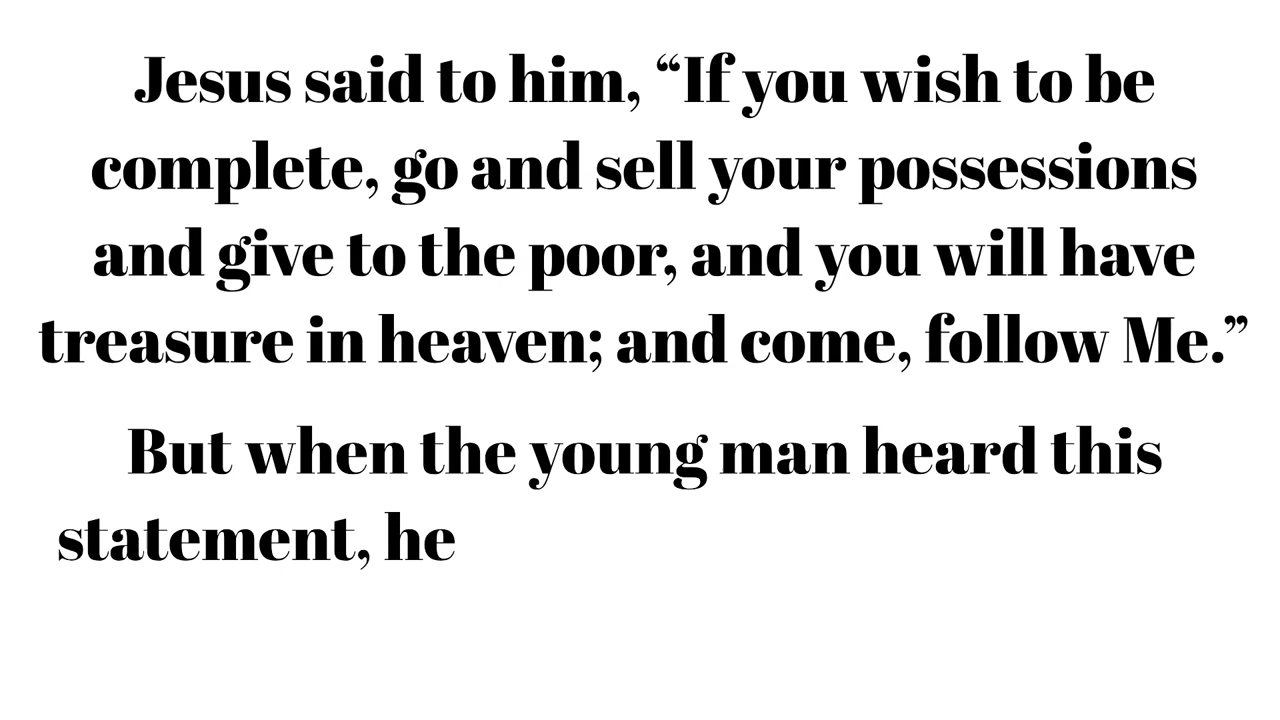 Jesus said to him, “If you wish to be
complete, go and sell your possessions
and give to the poor, and you will have
treasure in heaven; and come, follow Me.”
But when the young man heard this
statement, he